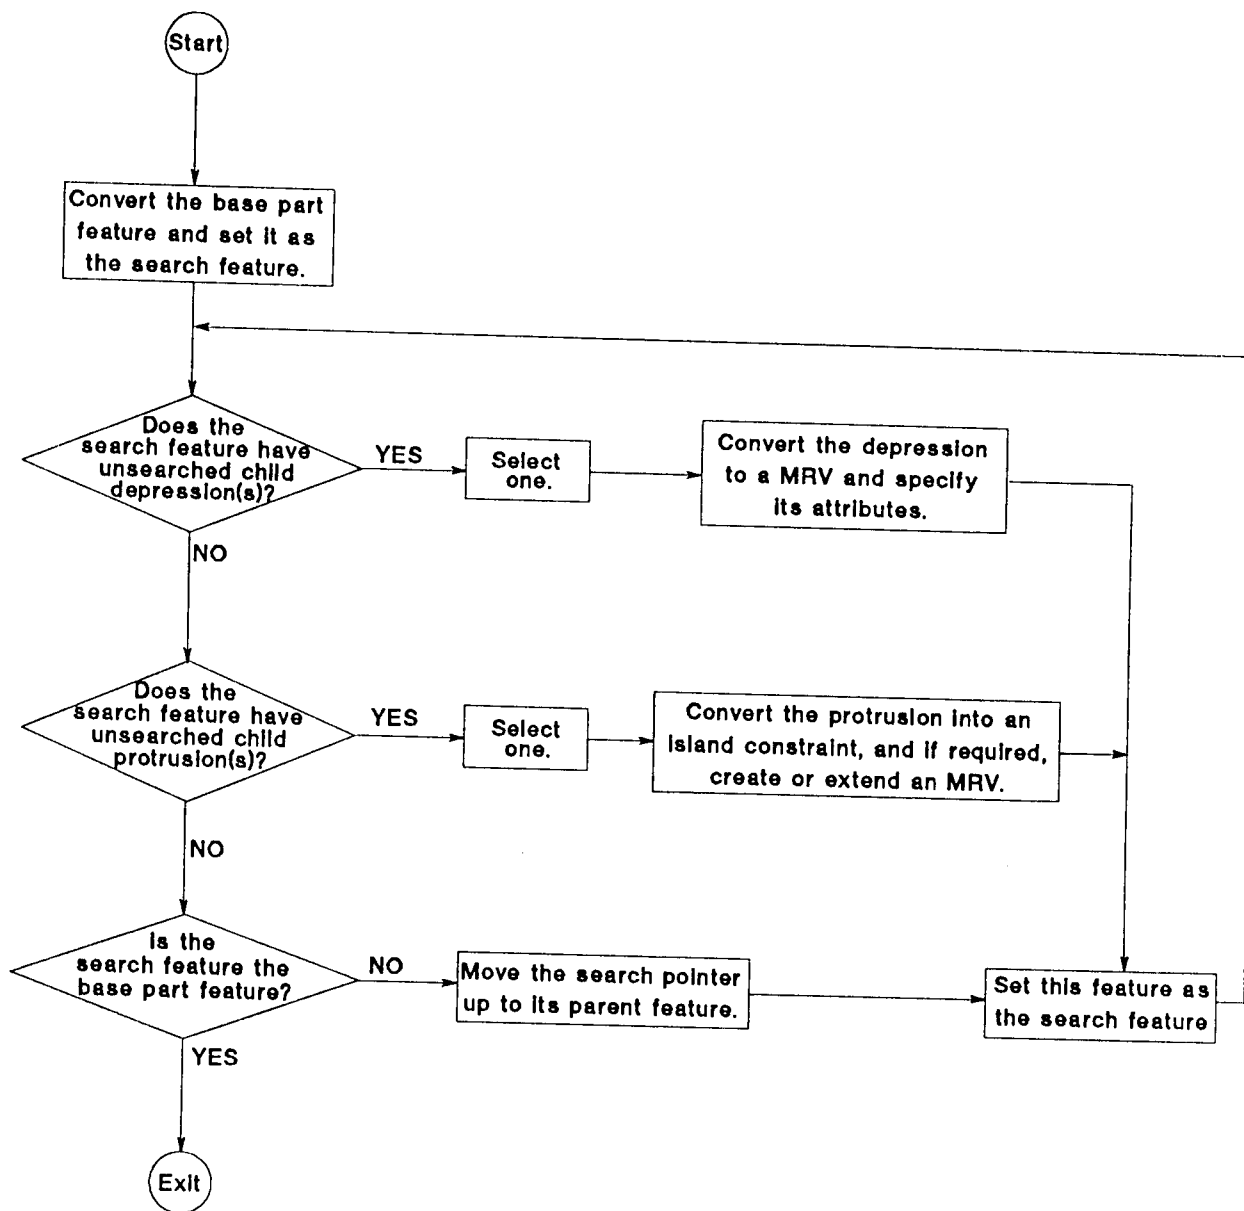 Start
Convert the base part
feature and set it as
the search feature.
Does the
search feature have
unsearched child
depression(s)?
YES
Select
one.
Convert the depression
to a MRV and specify
its attributes.
NO
Does the
search feature have
unsearched child
protrusion(s)?
YES
Select
one.
Convert the protrusion into an
island constraint, and if required,
create or extend an MRV.
NO
Is the
search feature the
base part feature?
NO
Move the search pointer
up to its parent feature.
Set this feature as
the search feature
YES
Exit